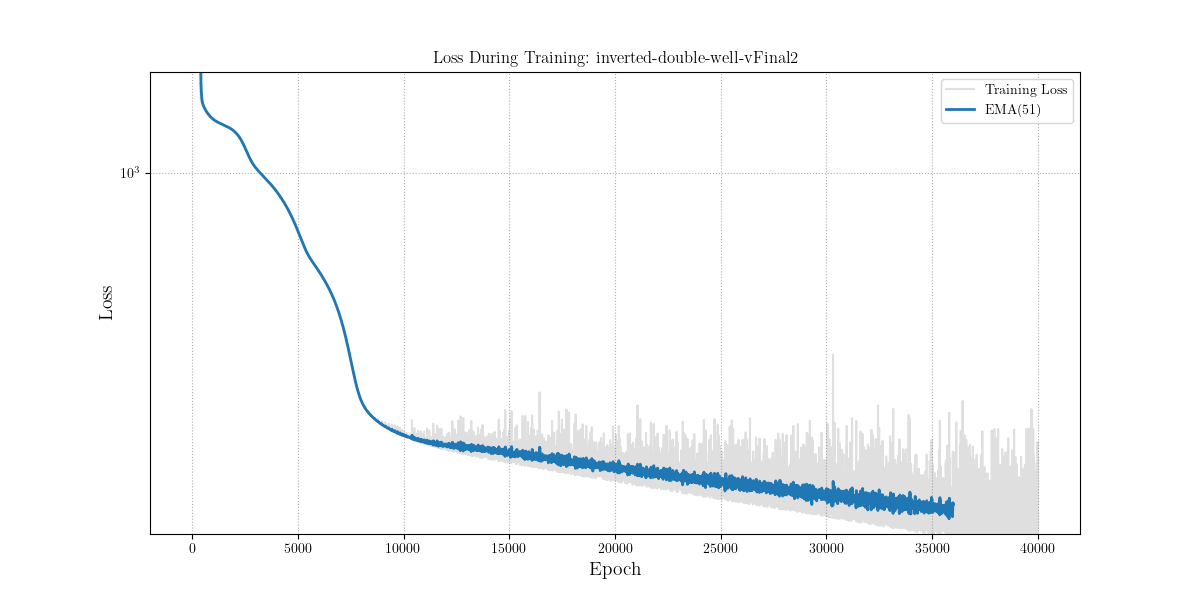 Loss During Training: inverted-double-well-vFinal2
Training Loss
EMA(51)
10³
Loss
0 5000 10000 15000 20000 25000 30000 35000 40000
Epoch